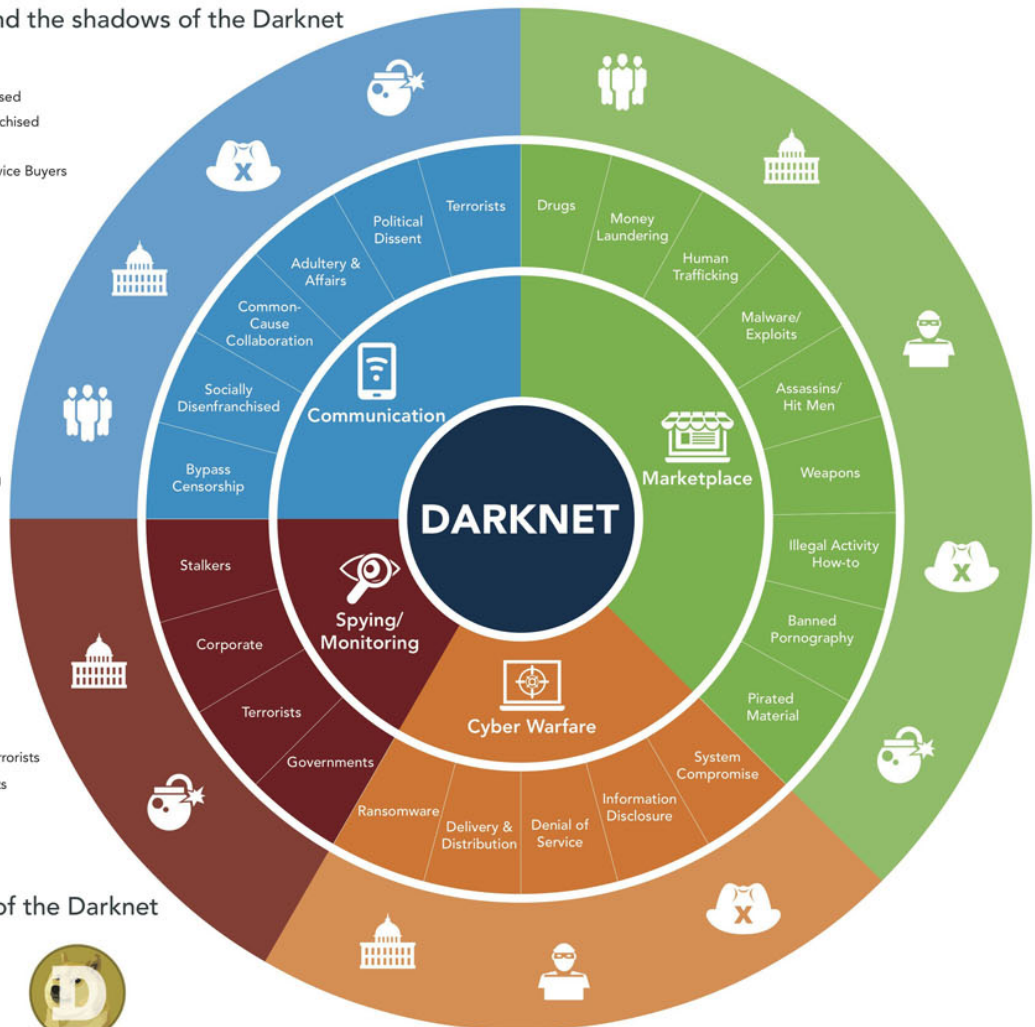 nd the shadows of the Darknet
sed
chised
vice Buyers
rorists
ts
of the Darknet
D
Terrorists
Political
Dissent
Adultery &
Affairs
Common-
Cause
Collaboration
Socially
Disenfranchised
Bypass
Censorship
Communication
Drugs
Money
Laundering
Human
Trafficking
Malware/
Exploits
Assassins/
Hit Men
Weapons
Illegal Activity
How-to
Banned
Pornography
Pirated
Material
Marketplace
DARKNET
Stalkers
Corporate
Terrorists
Governments
Spying/
Monitoring
Cyber Warfare
Ransomware
Delivery &
Distribution
Denial of
Service
Information
Disclosure
System
Compromise
X
X
X